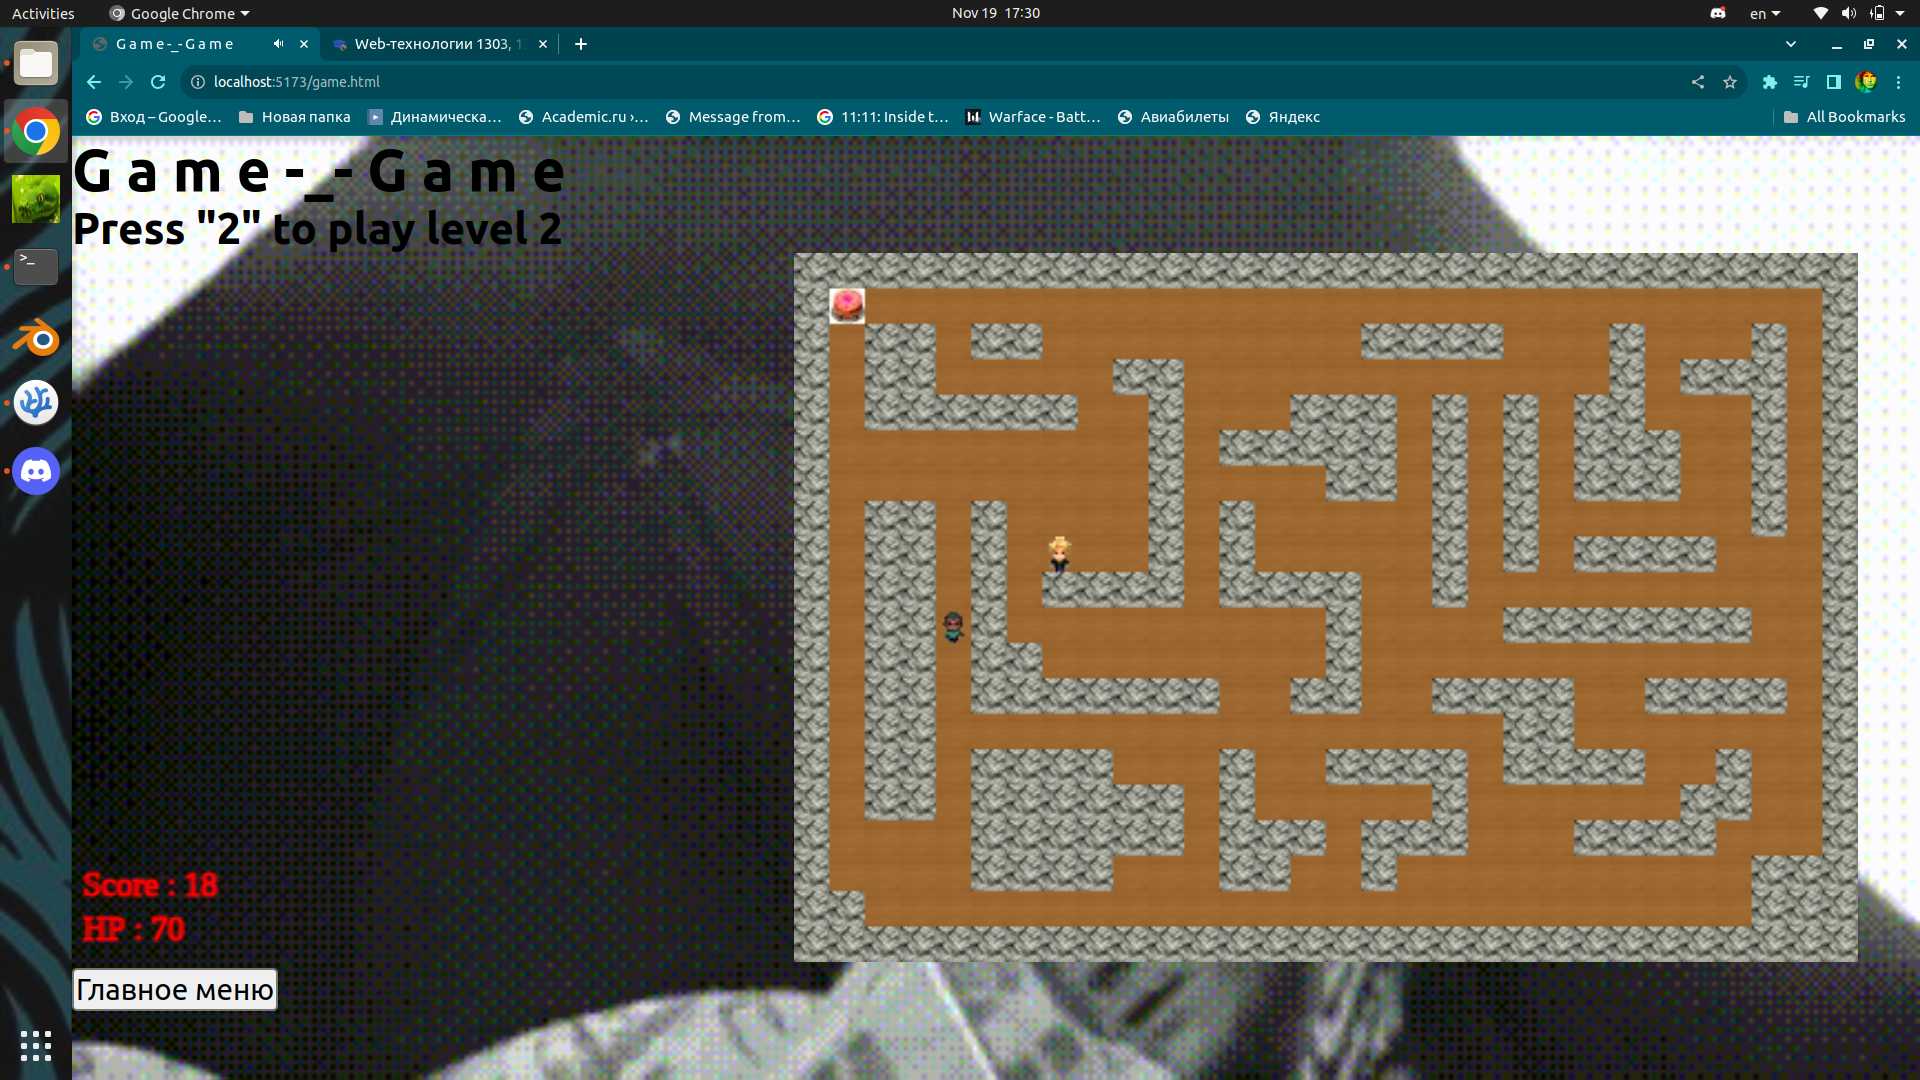 Activities Google Chrome Nov 19 17:30 en
G a m e -_- G a m e Web-технологии 1303, 1
localhost:5173/game.html
Вход – Google… Новая папка Динамическа… Academic.ru ›… Message from… 11:11: Inside t… Warface - Batt… Авиабилеты Яндекс All Bookmarks
G a m e -_- G a m e
Press "2" to play level 2
Score : 18
HP : 70
Главное меню